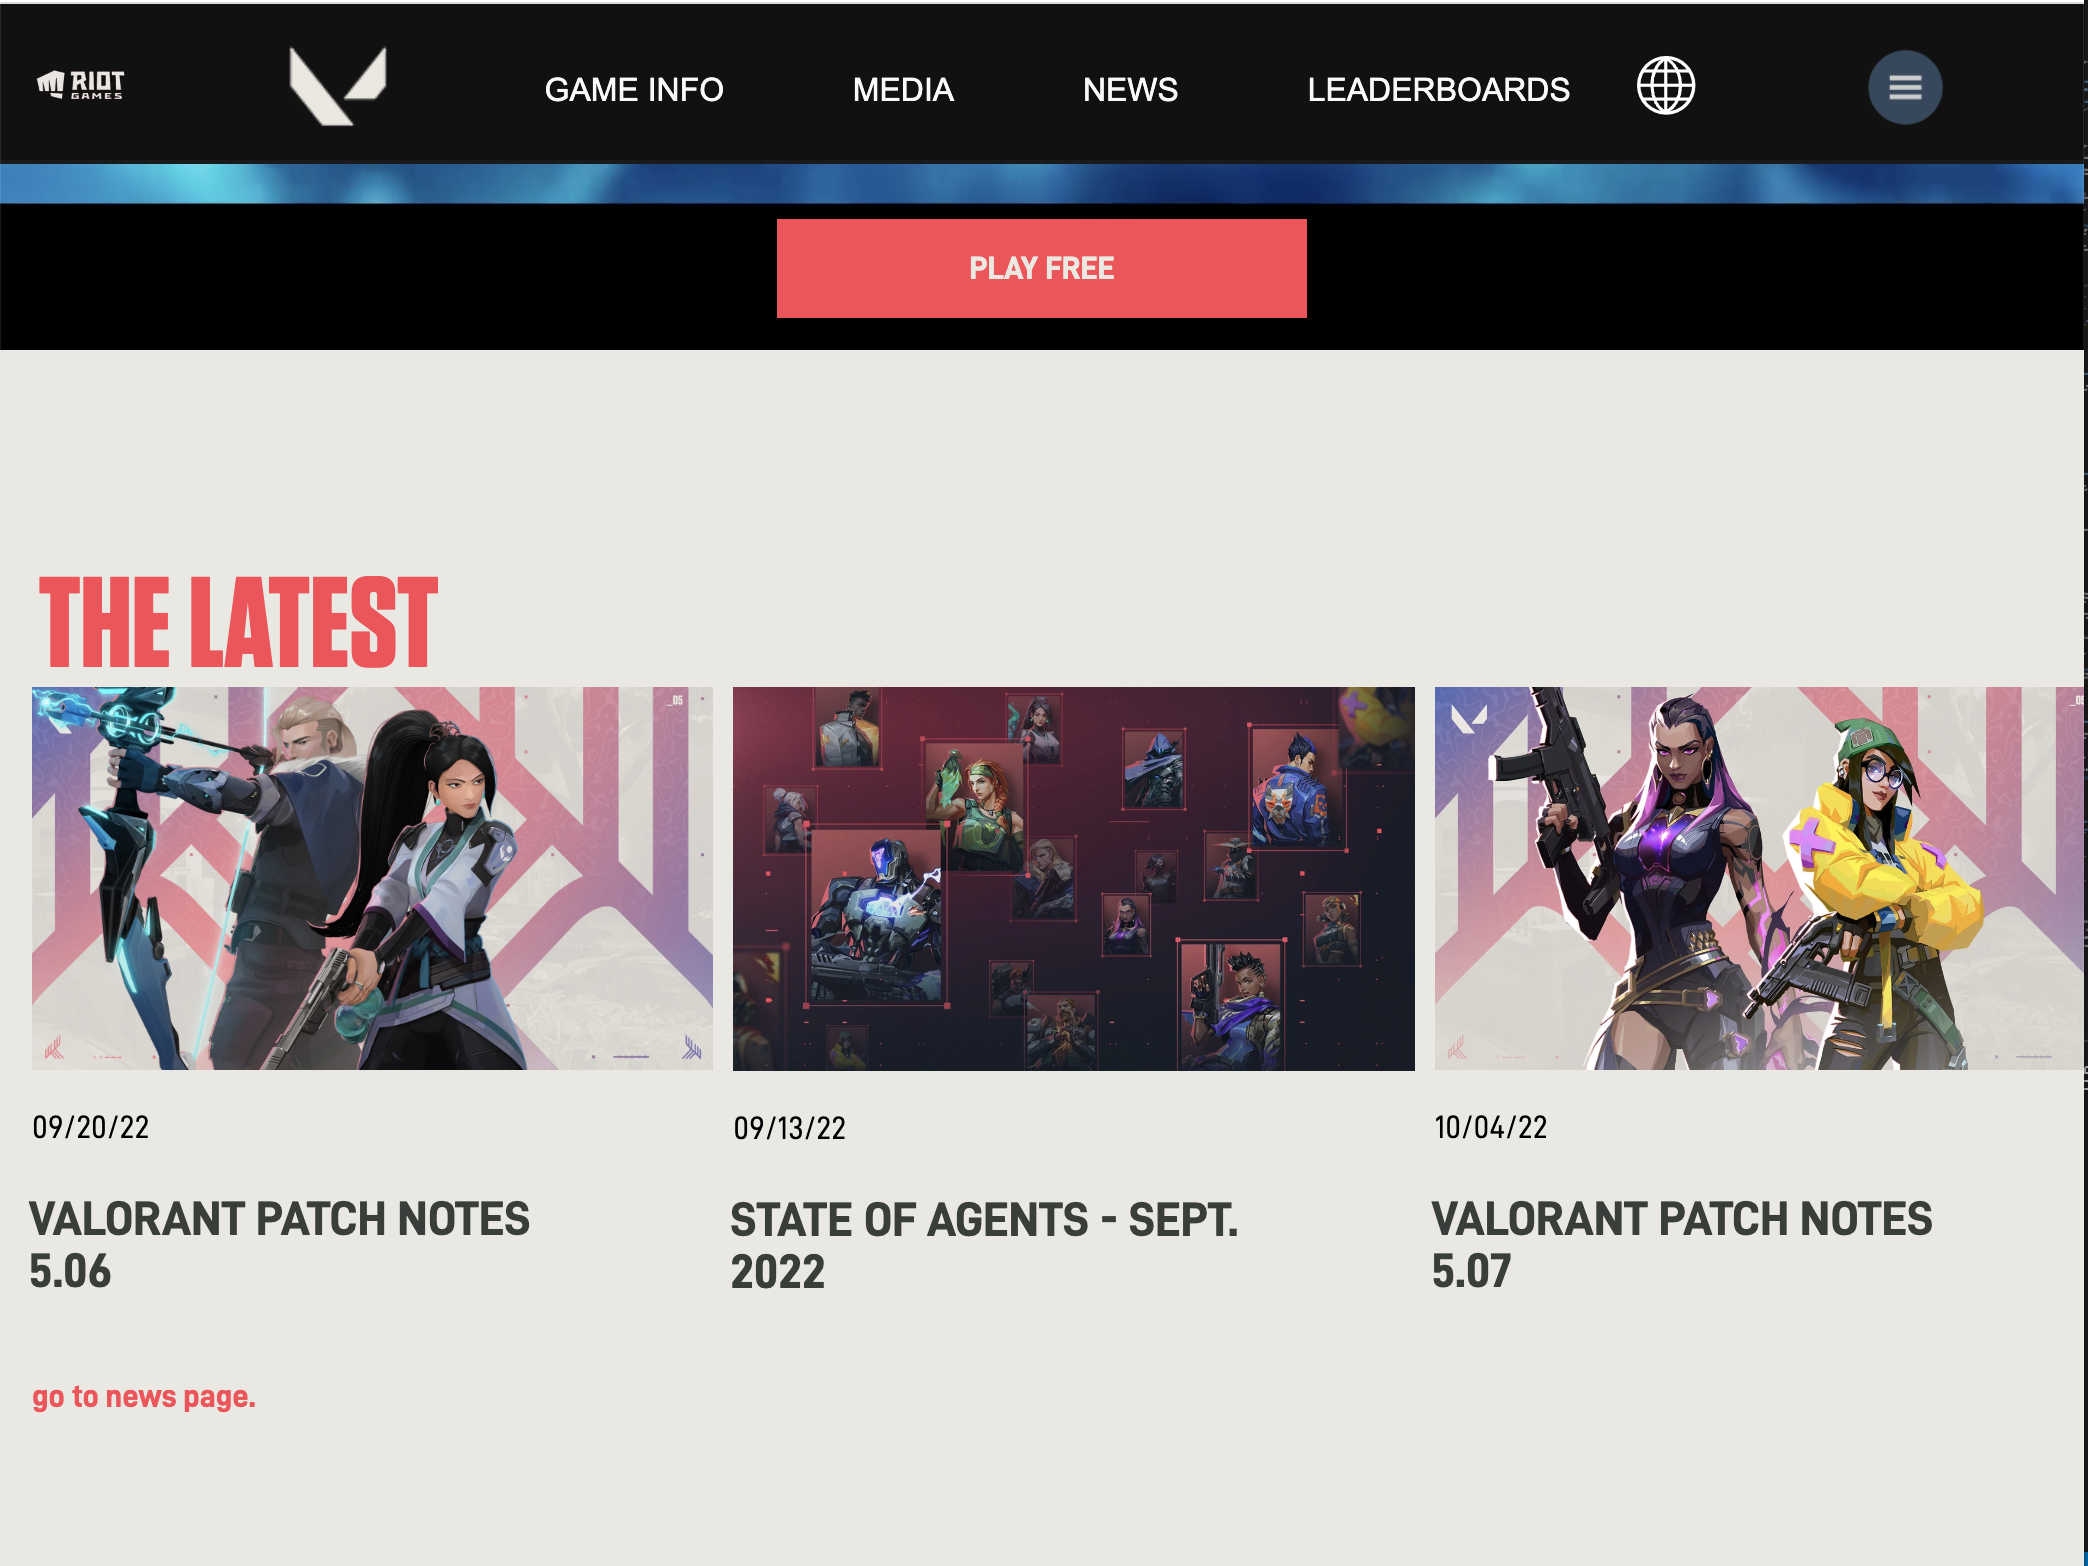 RIOT
GAMES
GAME INFO
MEDIA
NEWS
LEADERBOARDS
PLAY FREE
THE LATEST
_05
09/20/22
VALORANT PATCH NOTES
5.06
09/13/22
STATE OF AGENTS - SEPT.
2022
10/04/22
VALORANT PATCH NOTES
5.07
go to news page.